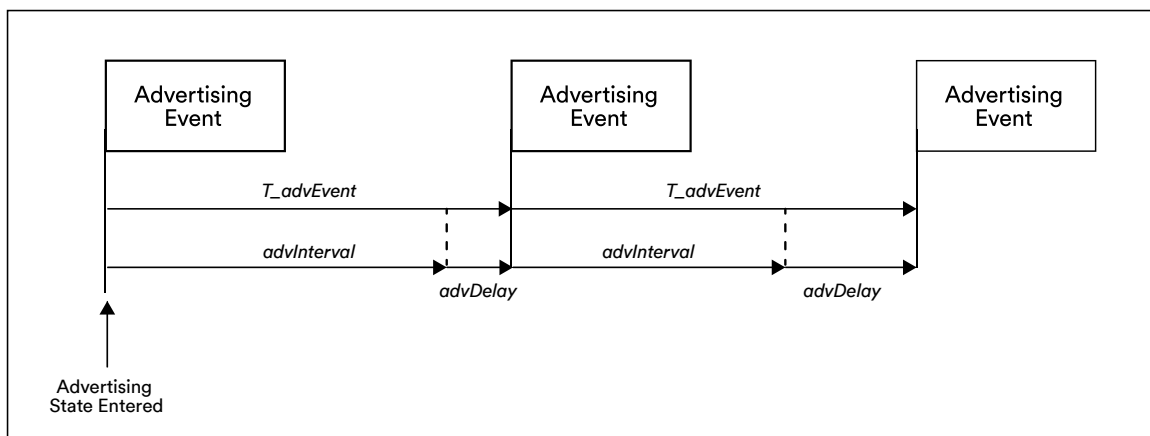 Advertising
Event
Advertising
Event
Advertising
Event
T_advEvent
T_advEvent
advInterval
advInterval
advDelay
advDelay
Advertising
State Entered